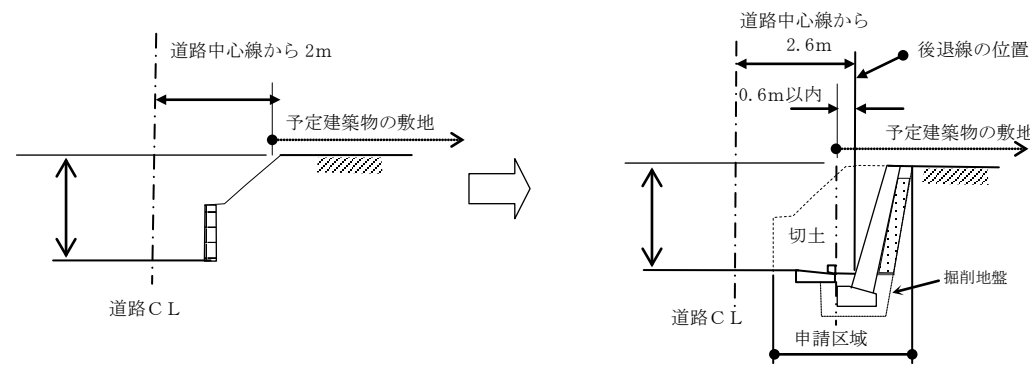 道路中心線から 2m
予定建築物の敷地
道路ＣＬ
道路中心線から
2.6m
後退線の位置
0.6m以内
予定建築物の敷地
切土
掘削地盤
道路ＣＬ
申請区域